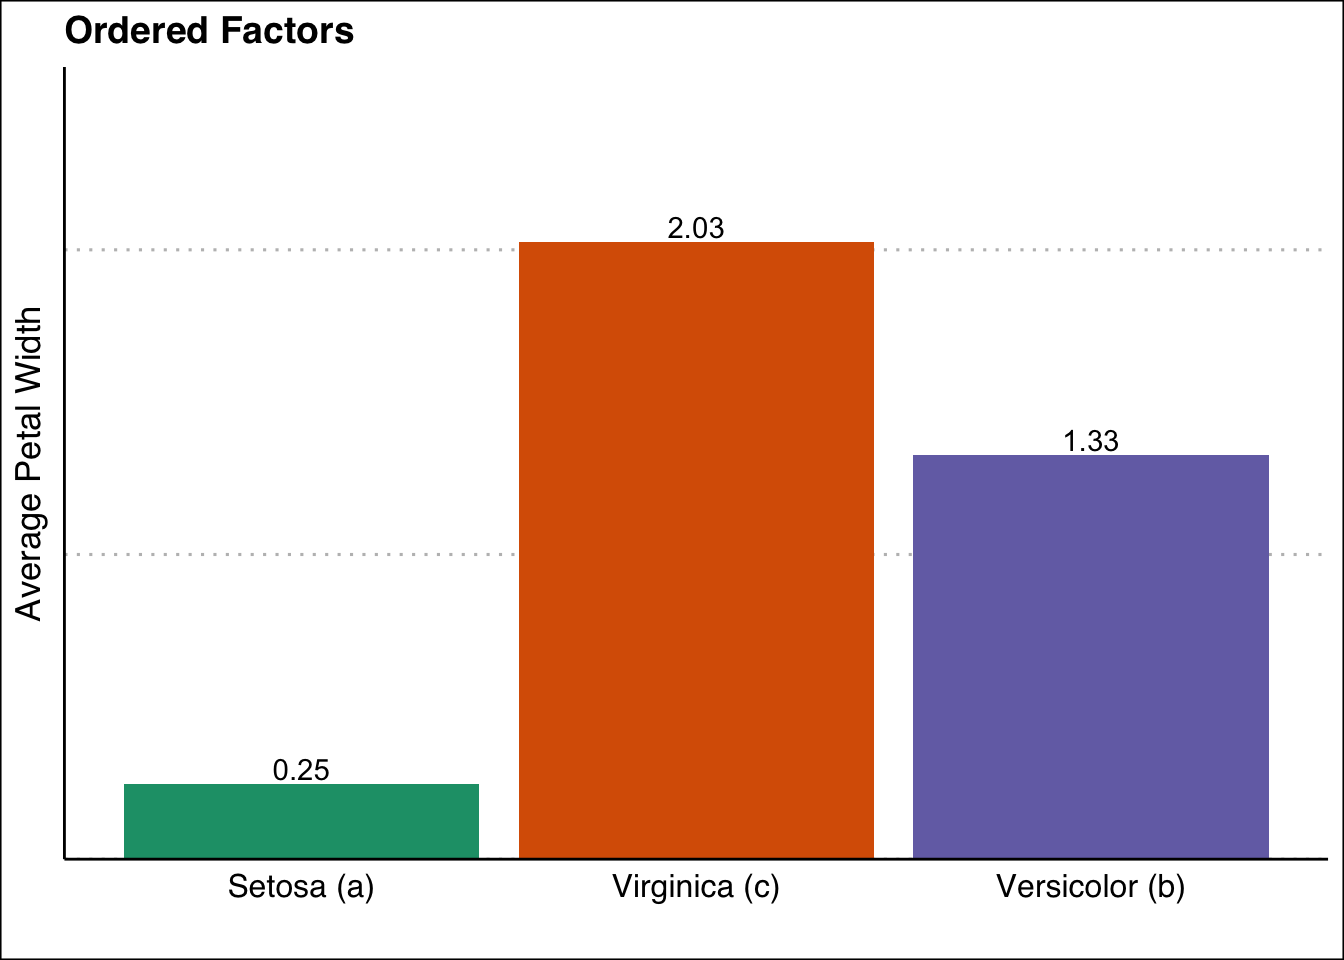 Ordered Factors
Average Petal Width
2.03
1.33
0.25
Setosa (a)
Virginica (c)
Versicolor (b)